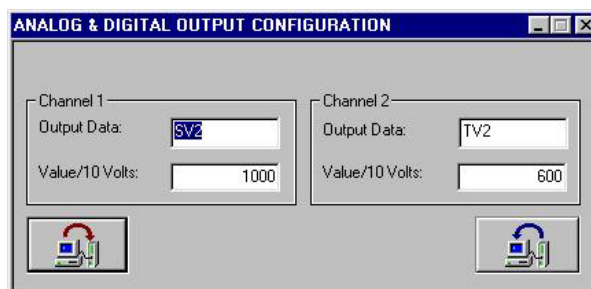 ANALOG & DIGITAL OUTPUT CONFIGURATION
Channel 1
Output Data: SV2
Value/10 Volts: 1000
Channel 2
Output Data: TV2
Value/10 Volts: 600